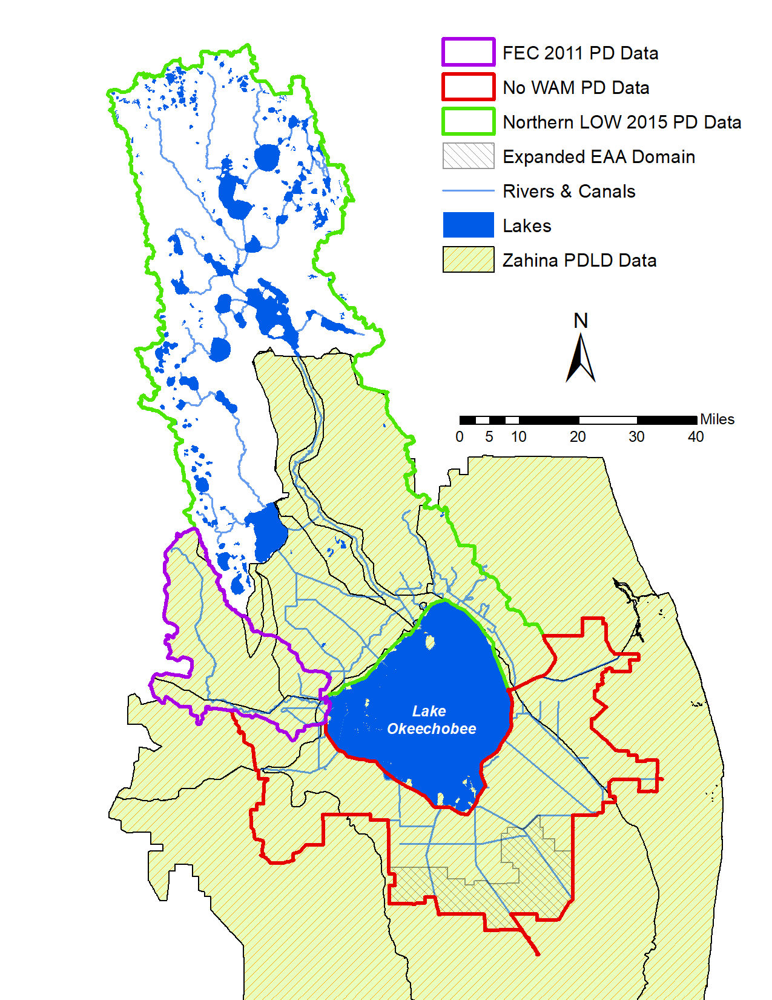 FEC 2011 PD Data
No WAM PD Data
Northern LOW 2015 PD Data
Expanded EAA Domain
Rivers & Canals
Lakes
Zahina PDLD Data
N
Miles
0 5 10 20 30 40
Lake
Okeechobee